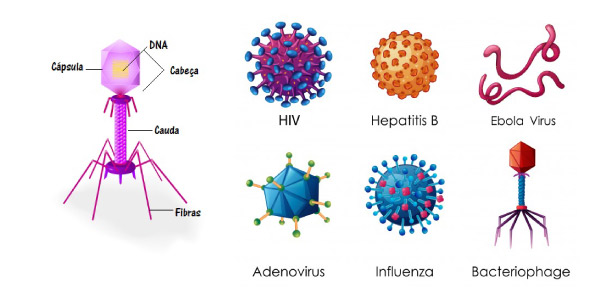 DNA
Cápsula
Cabeça
Cauda
Fibras
HIV
Hepatitis B
Ebola Virus
Adenovirus
Influenza
Bacteriophage